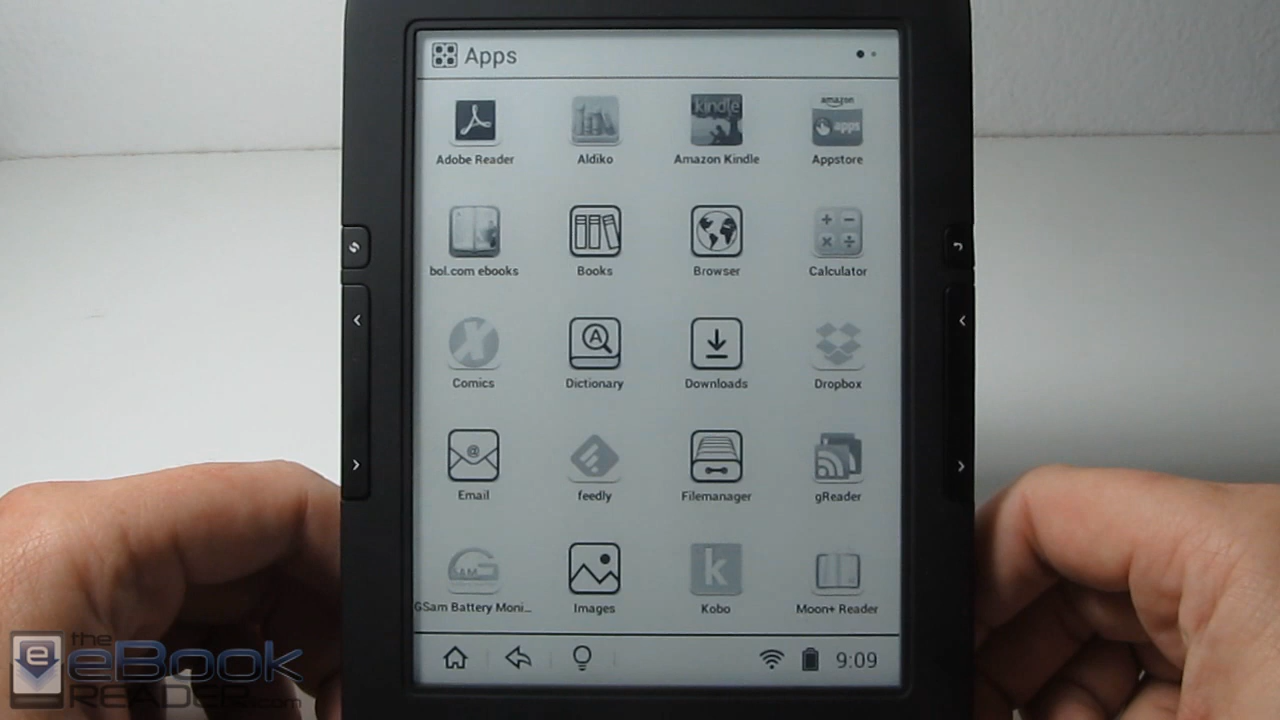 Apps
Adobe Reader
Aldiko
kindle
Amazon Kindle
amazon
apps
Appstore
bol.com ebooks
Books
Browser
Calculator
Comics
A
Dictionary
Downloads
Dropbox
@
Email
feedly
Filemanager
gReader
GSam Battery Moni...
Images
k
Kobo
Moon+ Reader
9:09
e
the
eBook
READER.com